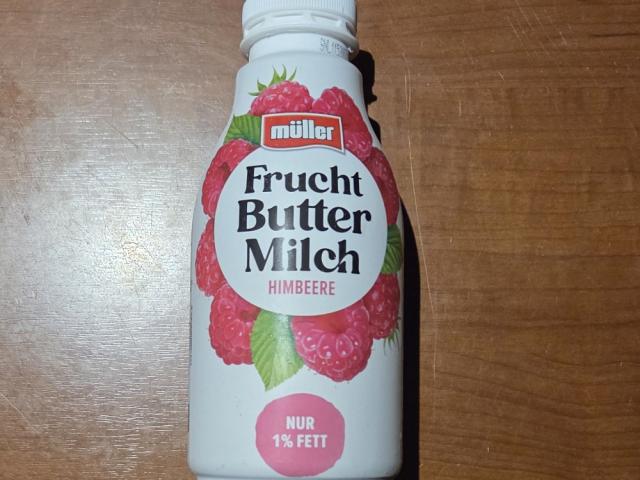 müller
Frucht
Butter
Milch
HIMBEERE
NUR
1% FETT